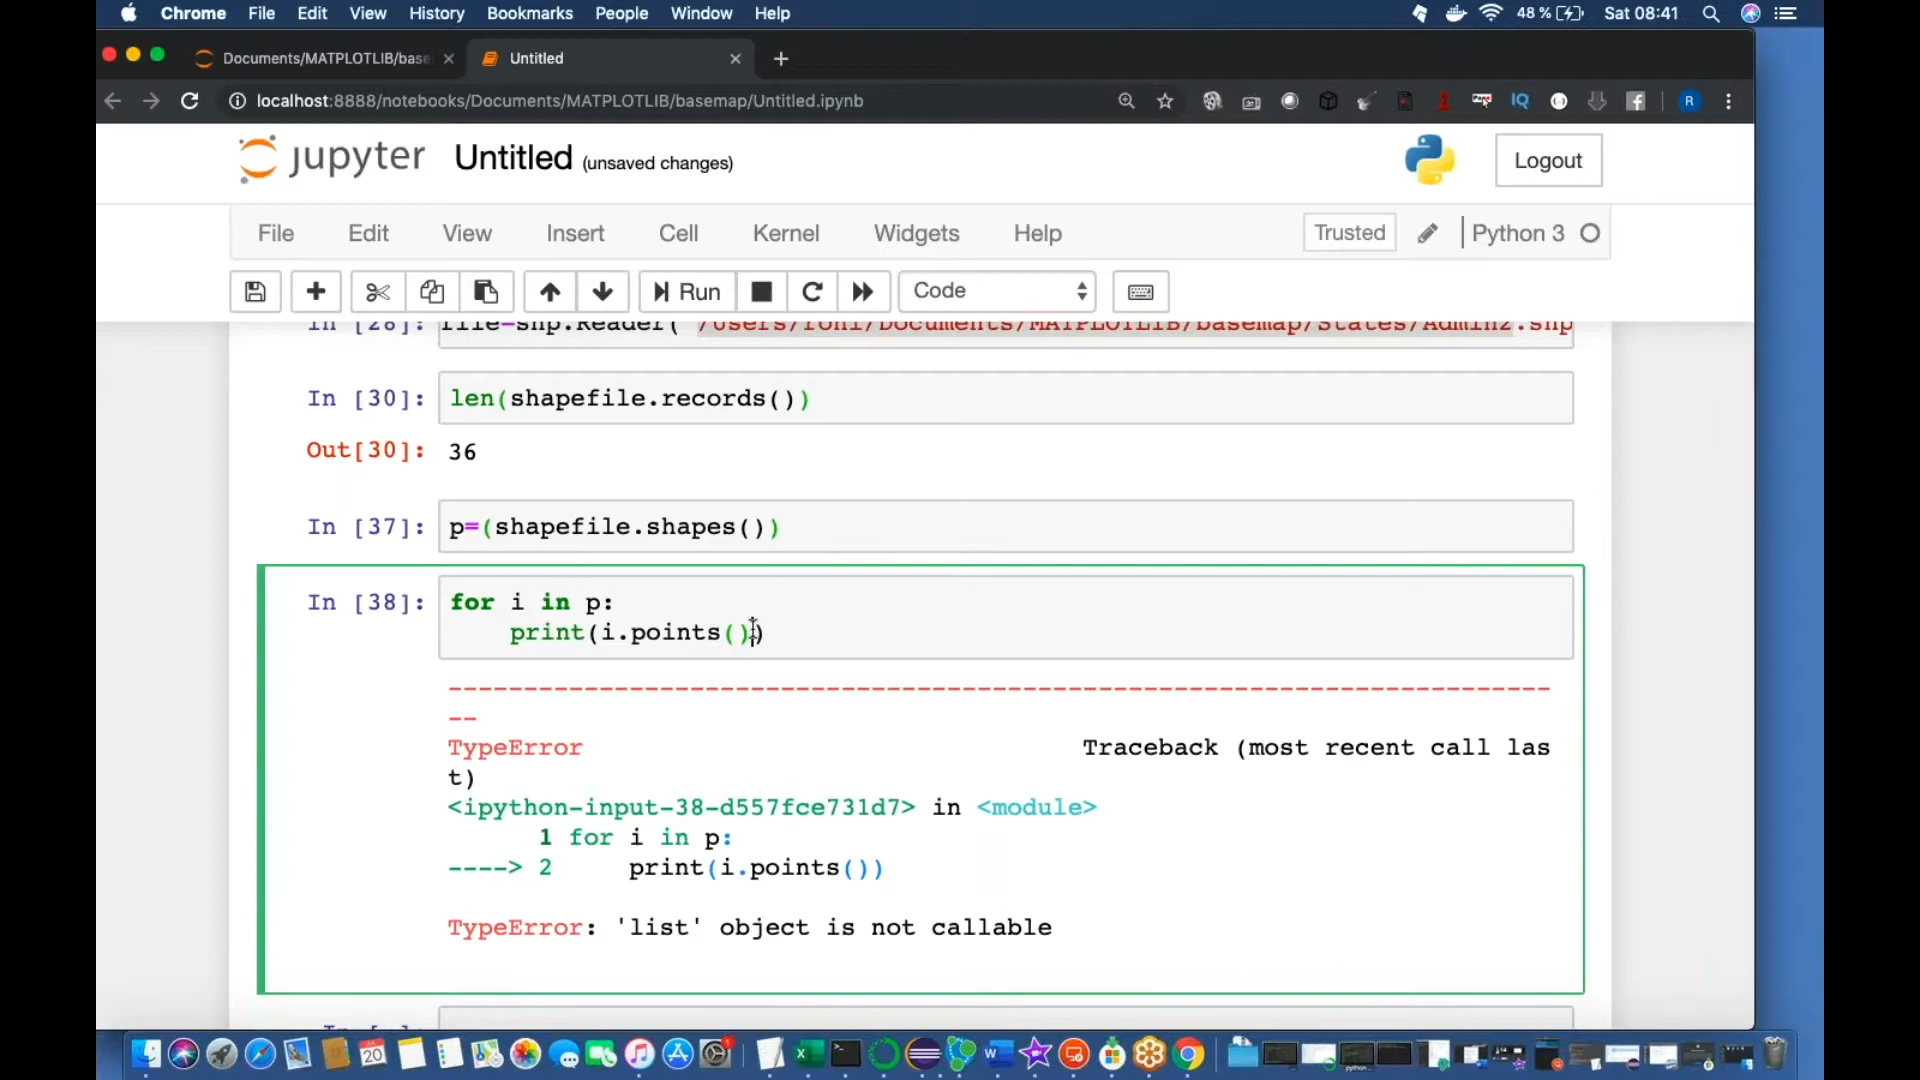 Chrome File Edit View History Bookmarks People Window Help 48 % Sat 08:41
Documents/MATPLOTLIB/base Untitled
localhost:8888/notebooks/Documents/MATPLOTLIB/basemap/Untitled.ipynb IQ R
jupyter Untitled (unsaved changes) Logout
File Edit View Insert Cell Kernel Widgets Help Trusted Python 3
Run Code
In [28]: file=shp.Reader("/Users/roni/Documents/MATPLOTLIB/basemap/States/Admin2.shp
In [30]: len(shapefile.records())
Out[30]: 36
In [37]: p=(shapefile.shapes())
In [38]: for i in p:
print(i.points())
---------------------------------------------------------------------------
--
TypeError Traceback (most recent call las
t)
<ipython-input-38-d557fce731d7> in <module>
1 for i in p:
----> 2 print(i.points())
TypeError: 'list' object is not callable
20